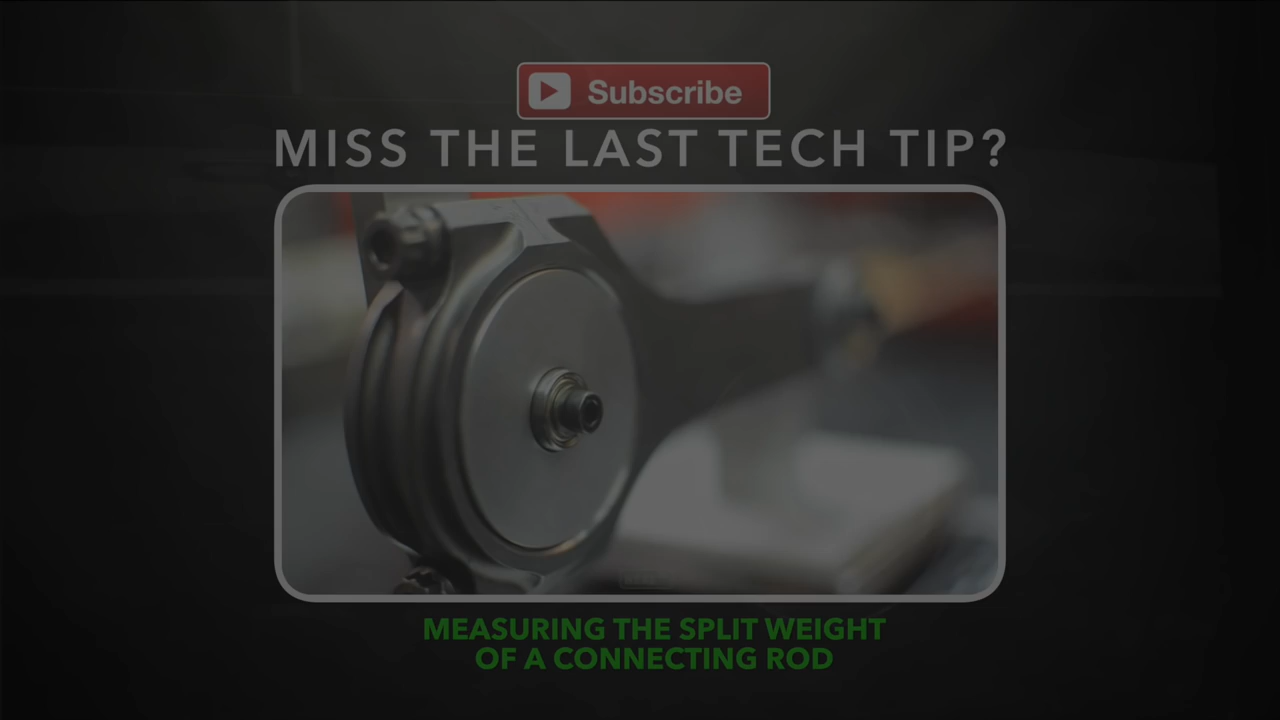 Subscribe
MISS THE LAST TECH TIP?
MEASURING THE SPLIT WEIGHT
OF A CONNECTING ROD